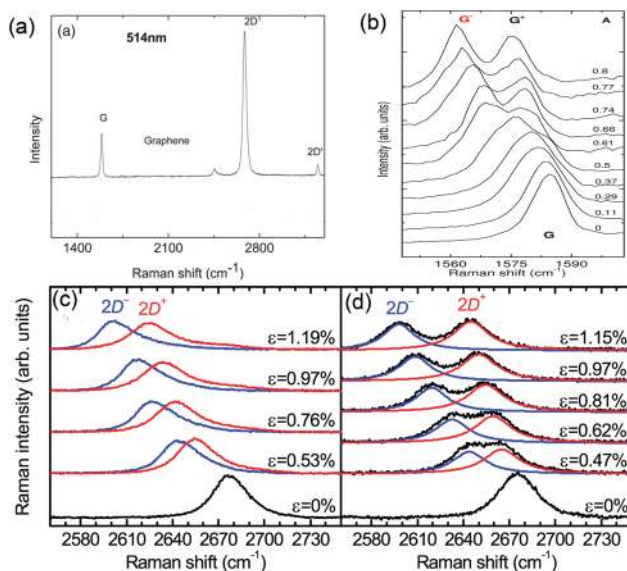 (a)
(a)
514nm
2D'
G
Graphene
2D'
Intensity
1400
2100
2800
Raman shift (cm⁻¹)
(b)
G⁻
G⁺
A
0.8
0.77
0.74
0.66
0.61
0.5
0.37
0.29
0.11
0
G
Intensity (arb. units)
1560
1575
1590
Raman shift (cm⁻¹)
Raman intensity (arb. units)
(c)
2D⁻
2D⁺
ε=1.19%
ε=0.97%
ε=0.76%
ε=0.53%
ε=0%
2580
2610
2640
2670
2700
2730
Raman shift (cm⁻¹)
(d)
2D⁻
2D⁺
ε=1.15%
ε=0.97%
ε=0.81%
ε=0.62%
ε=0.47%
ε=0%
2580
2610
2640
2670
2700
2730
Raman shift (cm⁻¹)